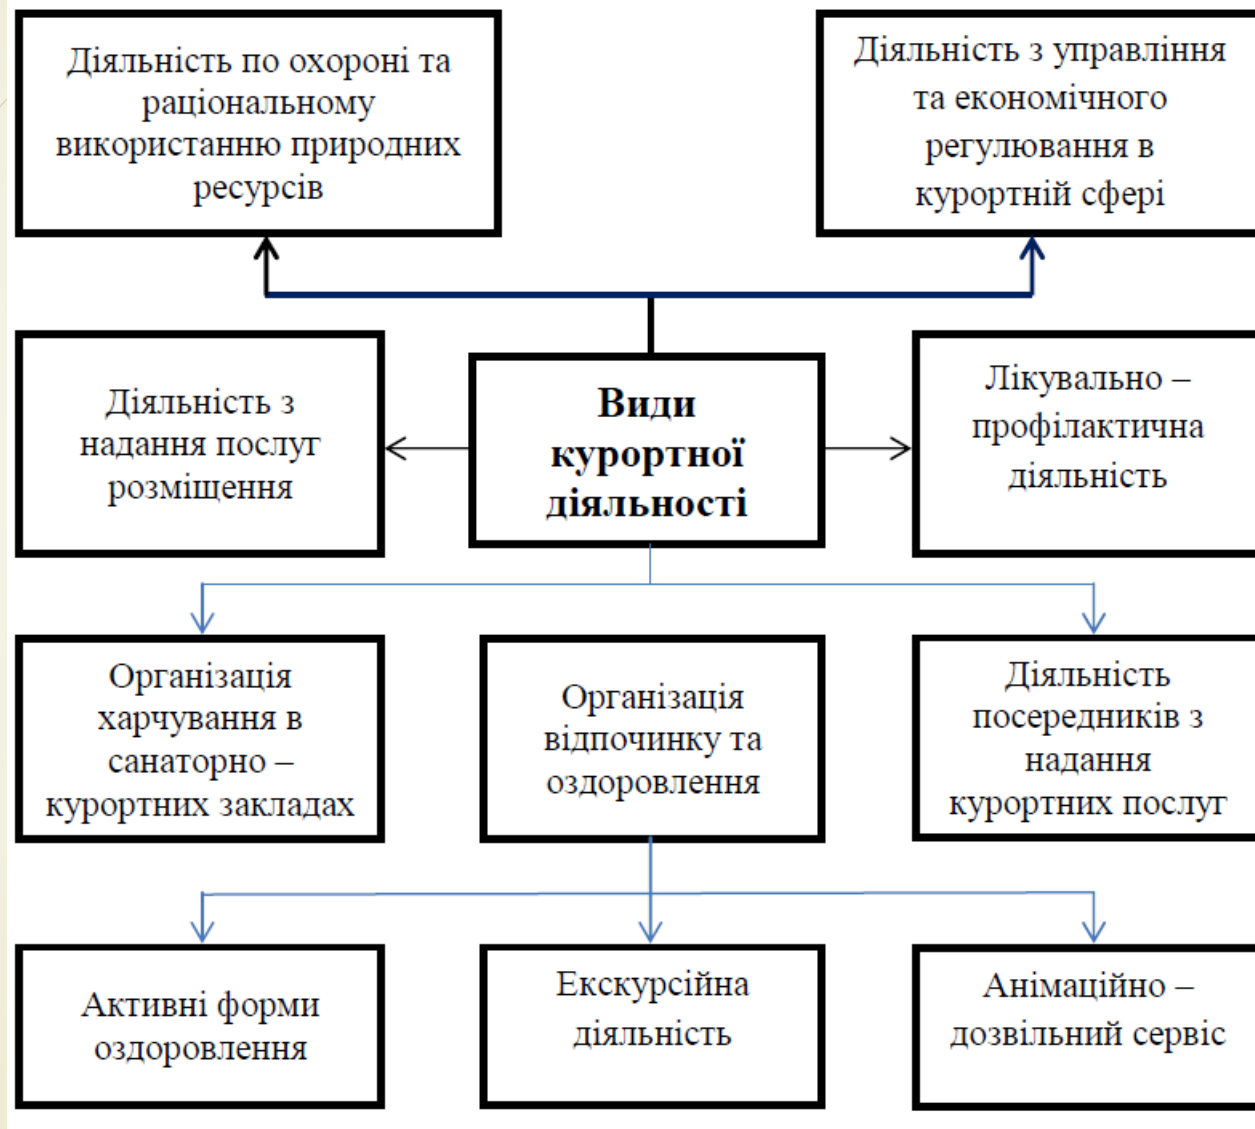 Діяльність по охороні та
раціональному
використанню природних
ресурсів
Діяльність з управління
та економічного
регулювання в
курортній сфері
Діяльність з
надання послуг
розміщення
Види
курортної
діяльності
Лікувально –
профілактична
діяльність
Організація
харчування в
санаторно –
курортних закладах
Організація
відпочинку та
оздоровлення
Діяльність
посередників з
надання
курортних послуг
Активні форми
оздоровлення
Екскурсійна
діяльність
Анімаційно –
дозвільний сервіс